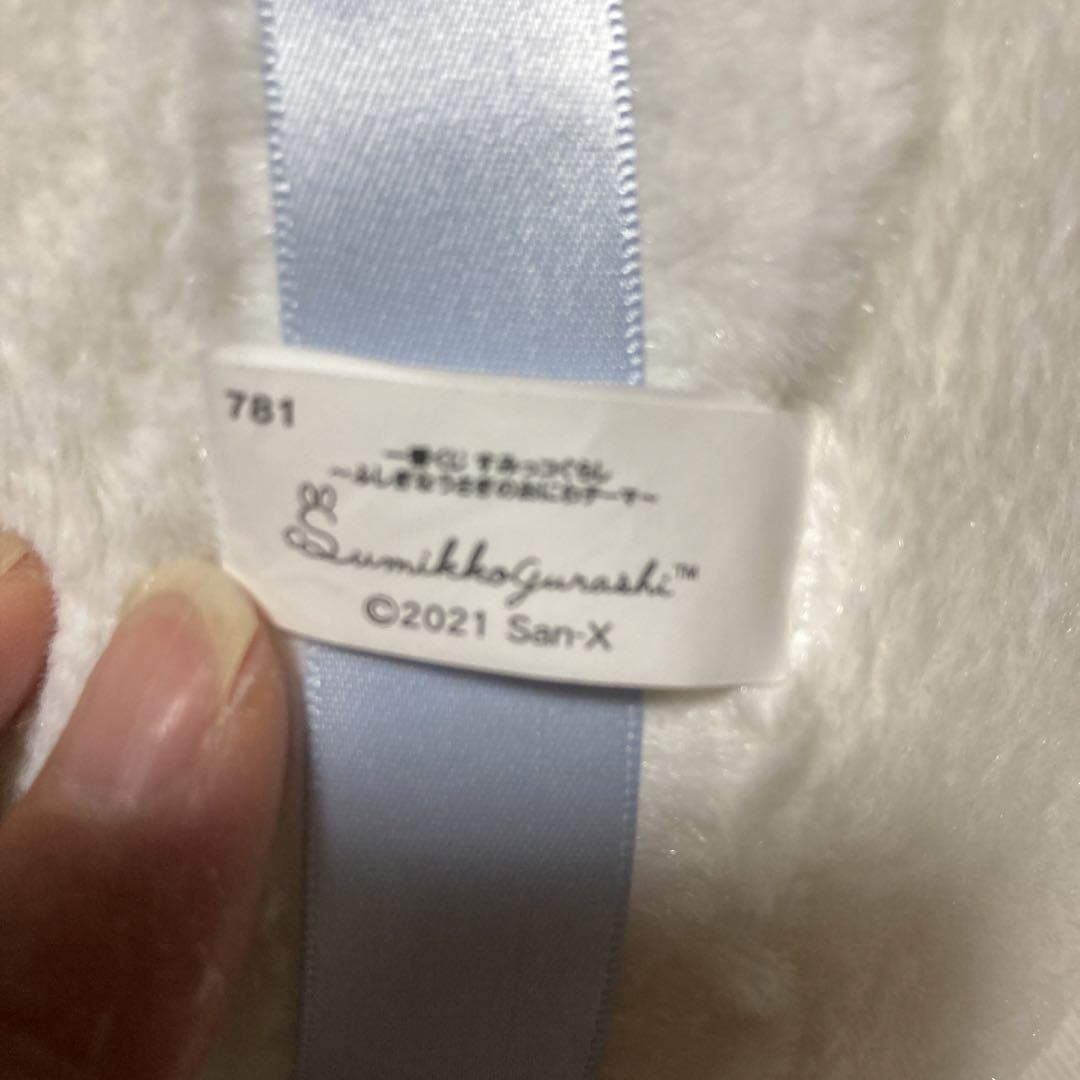 781
一番くじ すみっコぐらし
~ふしぎなうさぎのおにわテーマ~
Sumikkogurashi™
©2021 San-X